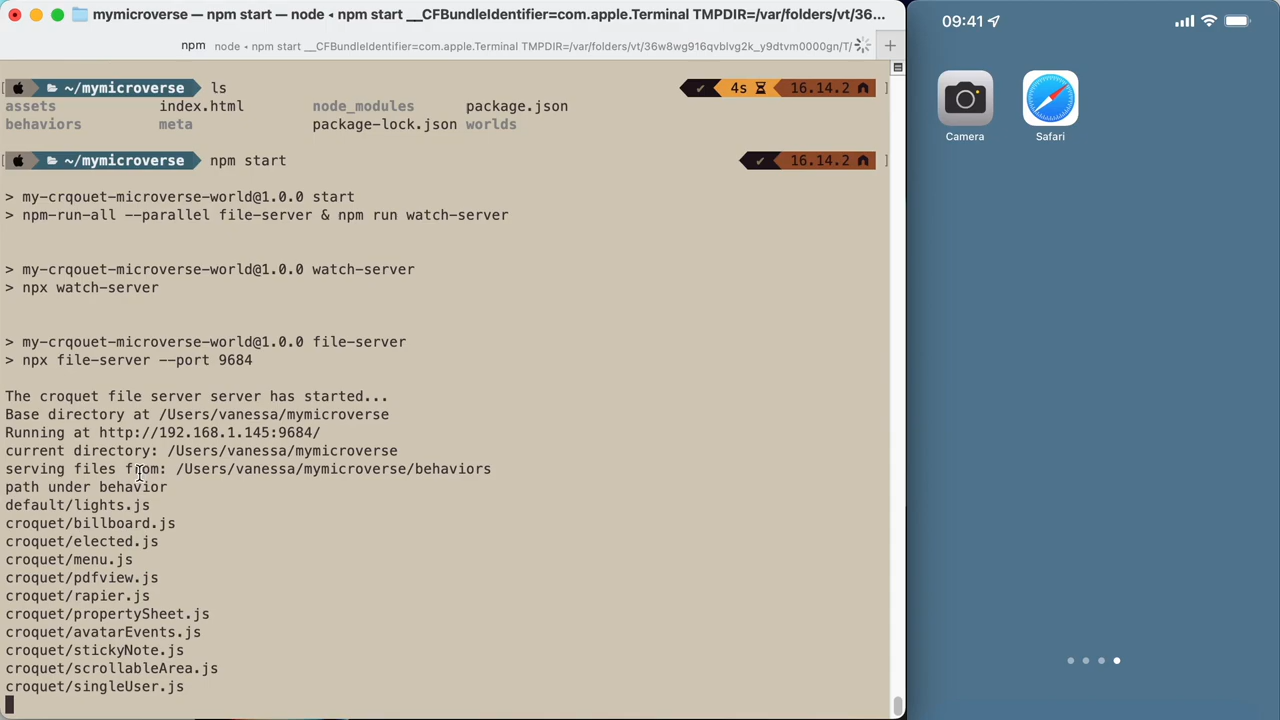 mymicroverse — npm start — node ◂ npm start __CFBundleIdentifier=com.apple.Terminal TMPDIR=/var/folders/vt/36...
npm node ◂ npm start __CFBundleIdentifier=com.apple.Terminal TMPDIR=/var/folders/vt/36w8wg916qvblvg2k_y9dtvm0000gn/T/
~/mymicroverse ls ✔ 4s 16.14.2
assets index.html node_modules package.json
behaviors meta package-lock.json worlds
~/mymicroverse npm start ✔ 16.14.2
> my-crqouet-microverse-world@1.0.0 start
> npm-run-all --parallel file-server & npm run watch-server
> my-crqouet-microverse-world@1.0.0 watch-server
> npx watch-server
> my-crqouet-microverse-world@1.0.0 file-server
> npx file-server --port 9684
The croquet file server server has started...
Base directory at /Users/vanessa/mymicroverse
Running at http://192.168.1.145:9684/
current directory: /Users/vanessa/mymicroverse
serving files from: /Users/vanessa/mymicroverse/behaviors
path under behavior
default/lights.js
croquet/billboard.js
croquet/elected.js
croquet/menu.js
croquet/pdfview.js
croquet/rapier.js
croquet/propertySheet.js
croquet/avatarEvents.js
croquet/stickyNote.js
croquet/scrollableArea.js
croquet/singleUser.js
09:41
Camera Safari